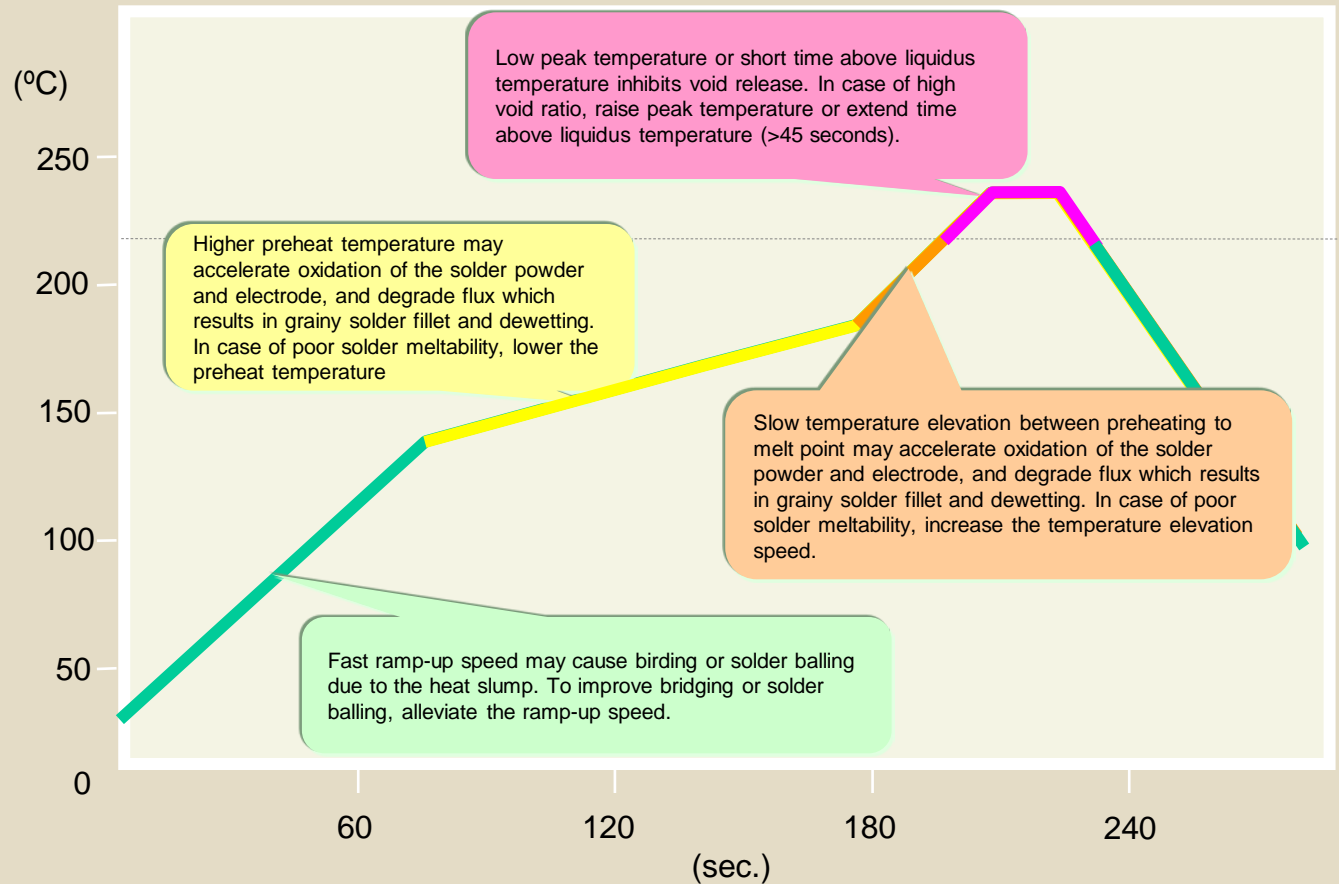 (ºC)
Low peak temperature or short time above liquidus
temperature inhibits void release. In case of high
void ratio, raise peak temperature or extend time
above liquidus temperature (>45 seconds).
250
Higher preheat temperature may
accelerate oxidation of the solder powder
and electrode, and degrade flux which
results in grainy solder fillet and dewetting.
In case of poor solder meltability, lower the
preheat temperature
200
150
Slow temperature elevation between preheating to
melt point may accelerate oxidation of the solder
powder and electrode, and degrade flux which results
in grainy solder fillet and dewetting. In case of poor
solder meltability, increase the temperature elevation
speed.
100
50
Fast ramp-up speed may cause birding or solder balling
due to the heat slump. To improve bridging or solder
balling, alleviate the ramp-up speed.
0
60 120 180 240
(sec.)